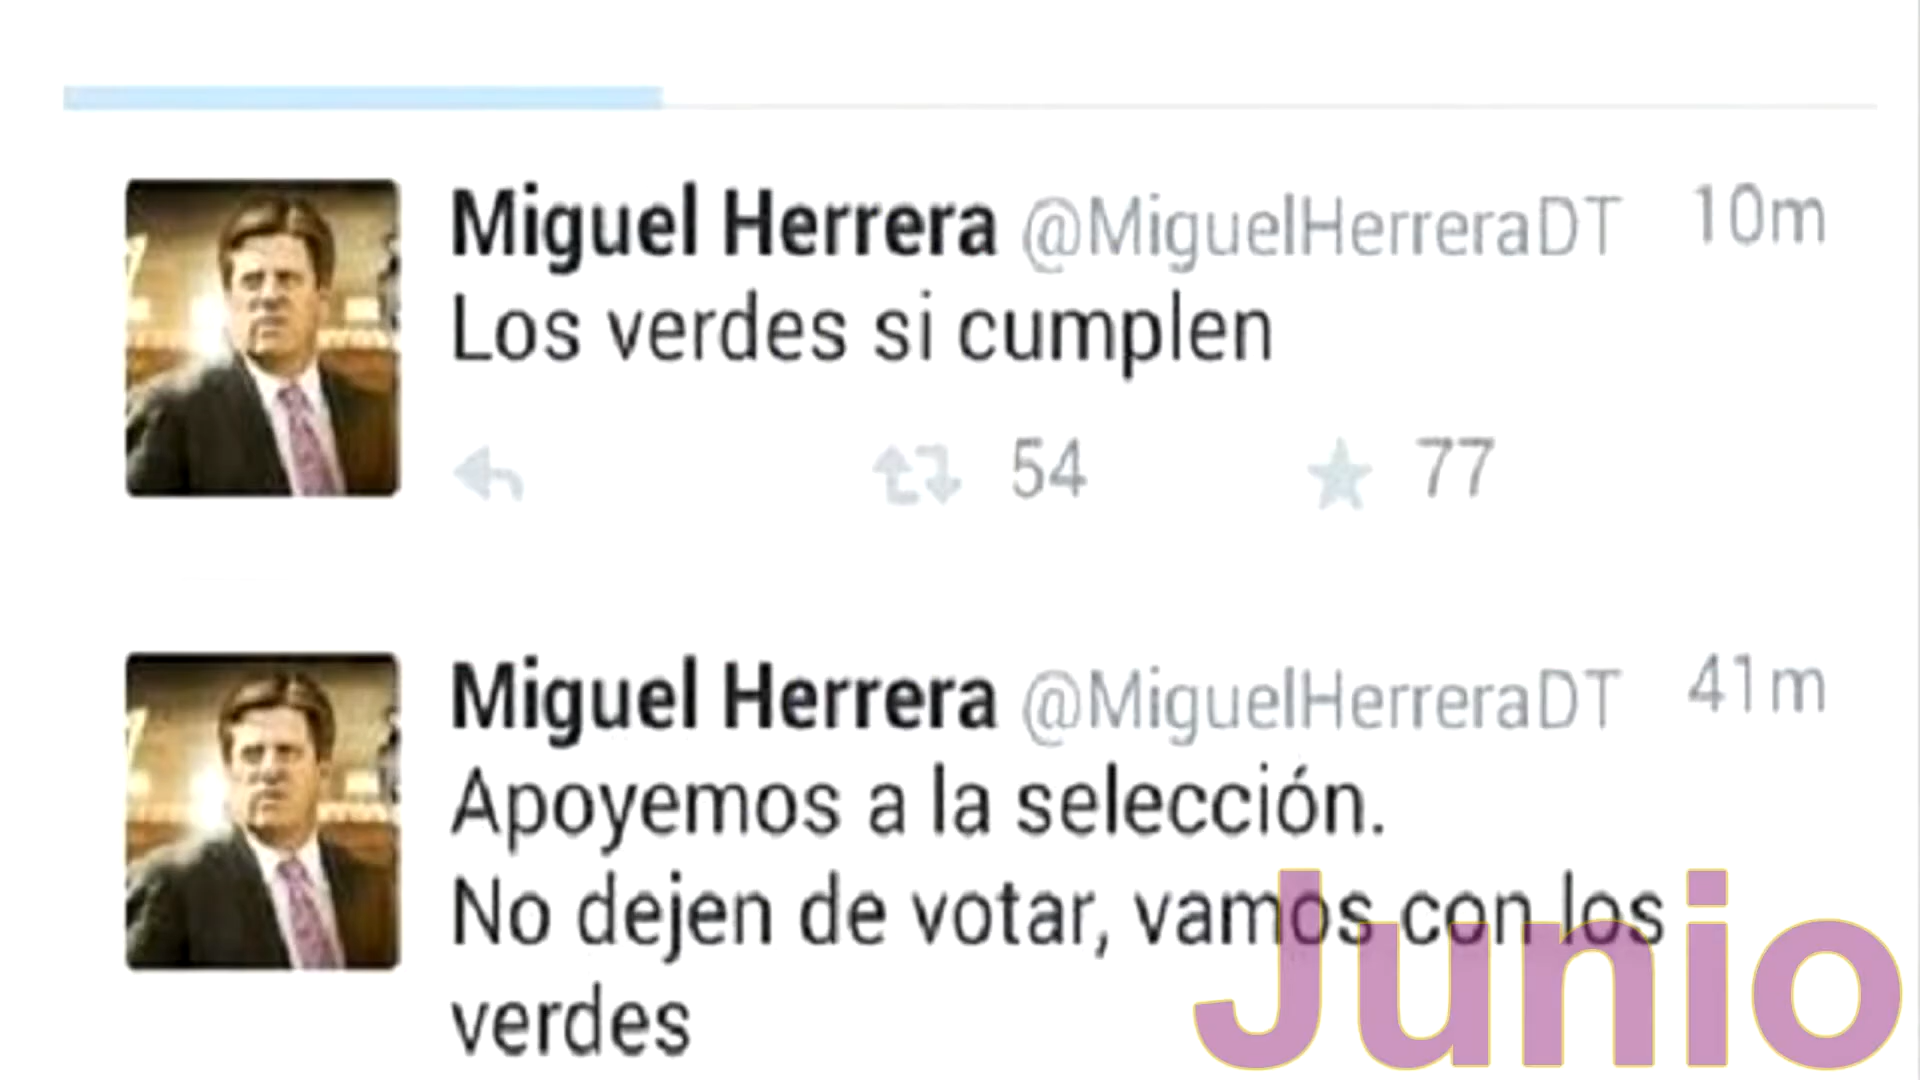 Miguel Herrera @MiguelHerreraDT 10m
Los verdes si cumplen
54 77
Miguel Herrera @MiguelHerreraDT 41m
Apoyemos a la selección.
No dejen de votar, vamos con los
verdes
Junio